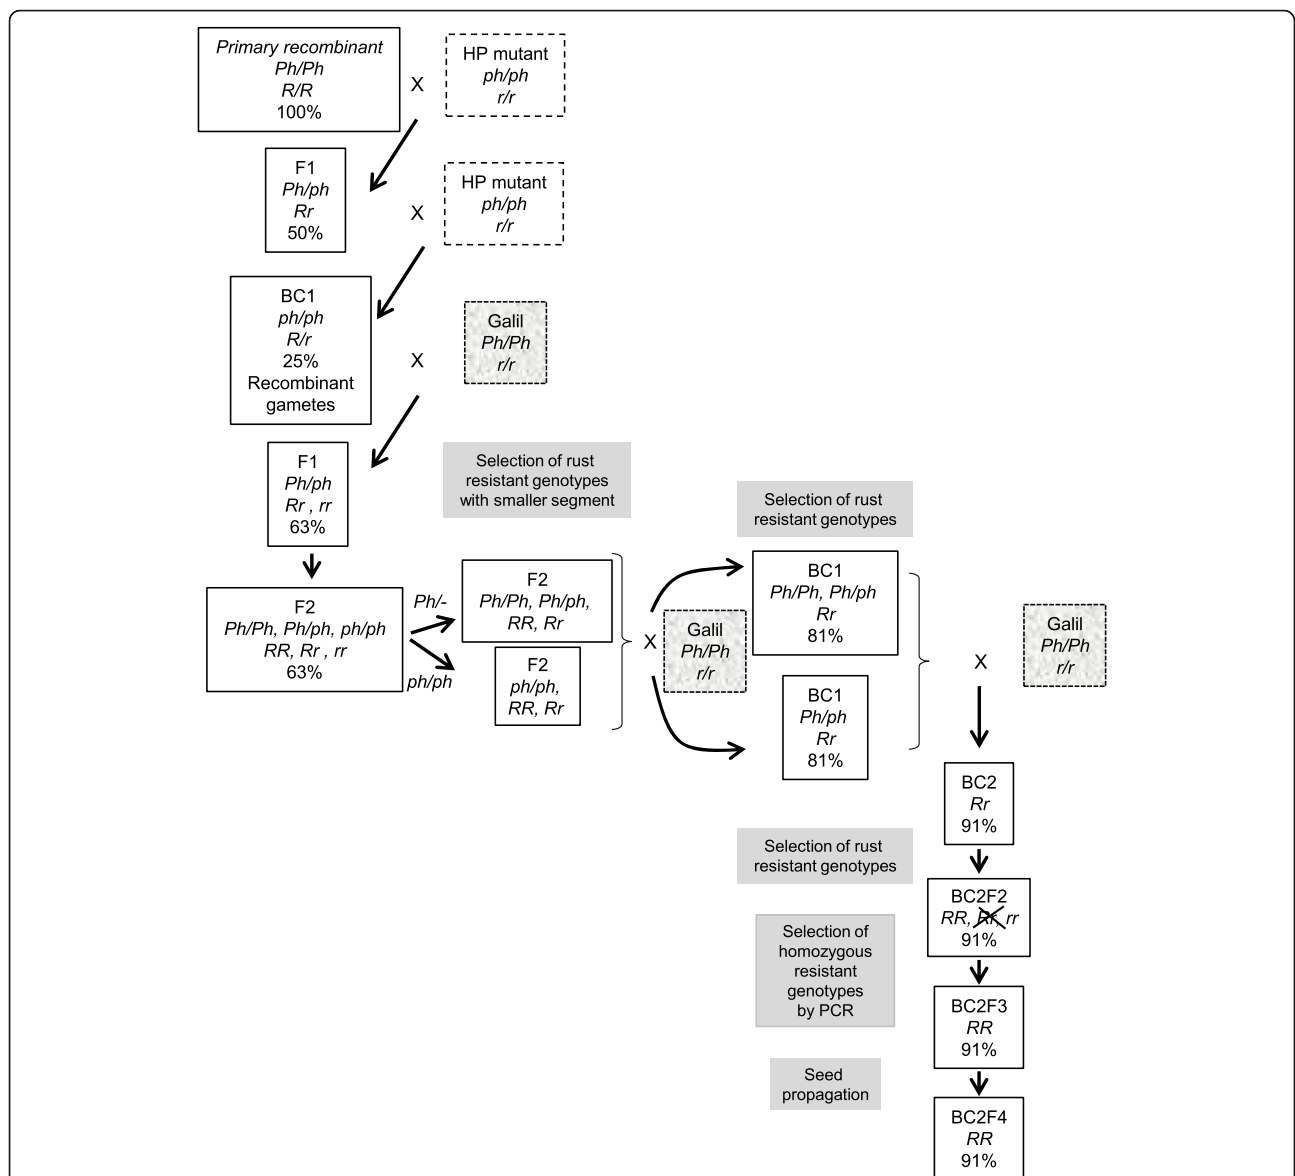 Primary recombinant
Ph/Ph
R/R
100%
X
HP mutant
ph/ph
r/r
F1
Ph/ph
Rr
50%
X
HP mutant
ph/ph
r/r
BC1
ph/ph
R/r
25%
Recombinant
gametes
X
Galil
Ph/Ph
r/r
F1
Ph/ph
Rr , rr
63%
Selection of rust
resistant genotypes
with smaller segment
F2
Ph/Ph, Ph/ph, ph/ph
RR, Rr , rr
63%
Ph/-
ph/ph
F2
Ph/Ph, Ph/ph,
RR, Rr
F2
ph/ph,
RR, Rr
X
Galil
Ph/Ph
r/r
Selection of rust
resistant genotypes
BC1
Ph/Ph, Ph/ph
Rr
81%
BC1
Ph/ph
Rr
81%
X
Galil
Ph/Ph
r/r
BC2
Rr
91%
Selection of rust
resistant genotypes
BC2F2
RR, Rr, rr
91%
Selection of
homozygous
resistant
genotypes
by PCR
BC2F3
RR
91%
Seed
propagation
BC2F4
RR
91%